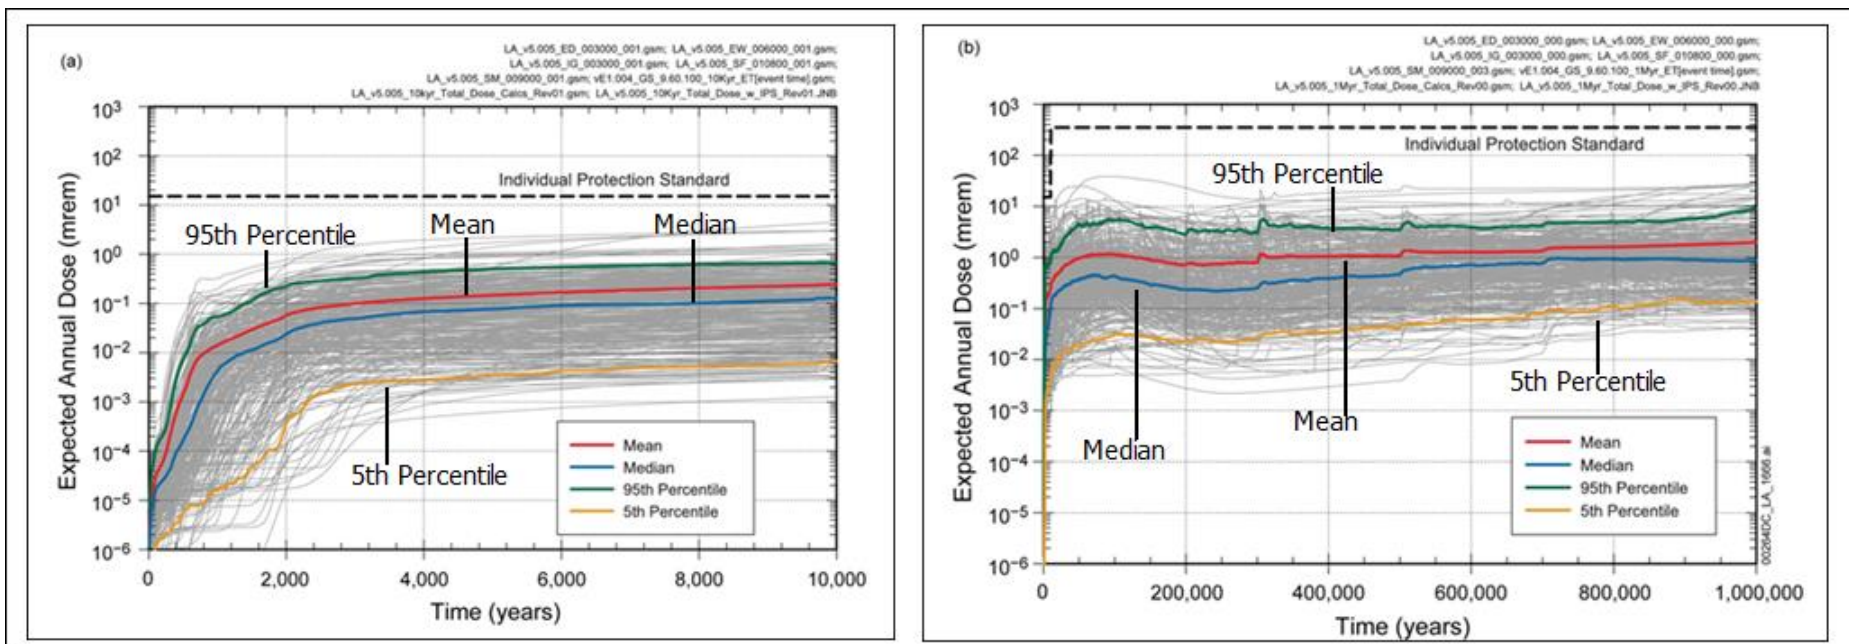 (a)
LA_v5.005_ED_003000_001.gsm; LA_v5.005_EW_006000_001.gsm;
LA_v5.005_IG_003000_001.gsm; LA_v5.005_SF_010800_001.gsm;
LA_v5.005_SM_009000_001.gsm; vE1.004_GS_9.60.100_10Kyr_ET[event time].gsm;
LA_v5.005_10kyr_Total_Dose_Calcs_Rev01.gsm; LA_v5.005_10Kyr_Total_Dose_w_IPS_Rev01.JNB
Expected Annual Dose (mrem)
10³
10²
10¹
10⁰
10⁻¹
10⁻²
10⁻³
10⁻⁴
10⁻⁵
10⁻⁶
Individual Protection Standard
95th Percentile
Mean
Median
5th Percentile
Mean
Median
95th Percentile
5th Percentile
0 2,000 4,000 6,000 8,000 10,000
Time (years)
(b)
LA_v5.005_ED_003000_000.gsm; LA_v5.005_EW_006000_000.gsm;
LA_v5.005_IG_003000_000.gsm; LA_v5.005_SF_010800_000.gsm;
LA_v5.005_SM_009000_003.gsm; vE1.004_GS_9.60.100_1Myr_ET[event time].gsm;
LA_v5.005_1Myr_Total_Dose_Calcs_Rev00.gsm; LA_v5.005_1Myr_Total_Dose_w_IPS_Rev00.JNB
Expected Annual Dose (mrem)
10³
10²
10¹
10⁰
10⁻¹
10⁻²
10⁻³
10⁻⁴
10⁻⁵
10⁻⁶
Individual Protection Standard
95th Percentile
5th Percentile
Mean
Median
Mean
Median
95th Percentile
5th Percentile
00264DC_LA_1666.ai
0 200,000 400,000 600,000 800,000 1,000,000
Time (years)